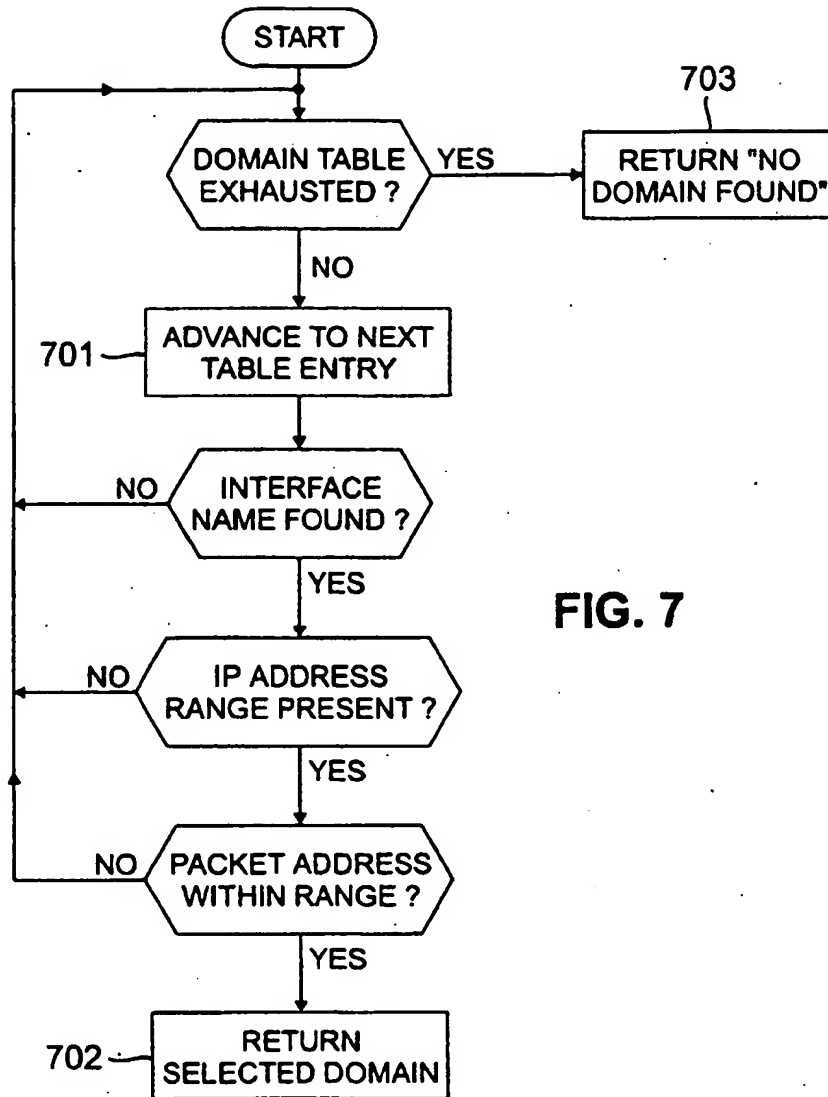 START
703
DOMAIN TABLE
EXHAUSTED ?
YES
RETURN "NO
DOMAIN FOUND"
NO
701
ADVANCE TO NEXT
TABLE ENTRY
NO
INTERFACE
NAME FOUND ?
YES
FIG. 7
NO
IP ADDRESS
RANGE PRESENT ?
YES
NO
PACKET ADDRESS
WITHIN RANGE ?
YES
702
RETURN
SELECTED DOMAIN